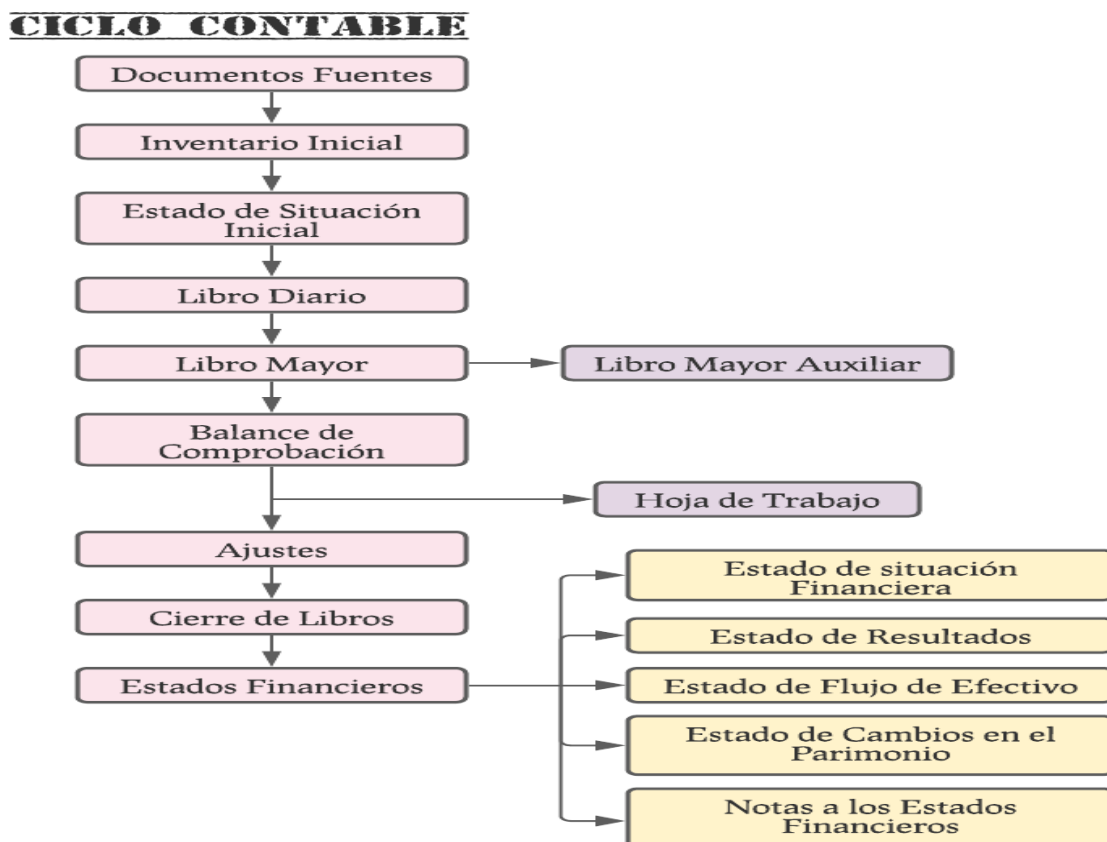 CICLO CONTABLE
Documentos Fuentes
Inventario Inicial
Estado de Situación
Inicial
Libro Diario
Libro Mayor
Libro Mayor Auxiliar
Balance de
Comprobación
Hoja de Trabajo
Ajustes
Cierre de Libros
Estados Financieros
Estado de situación
Financiera
Estado de Resultados
Estado de Flujo de Efectivo
Estado de Cambios en el
Parimonio
Notas a los Estados
Financieros